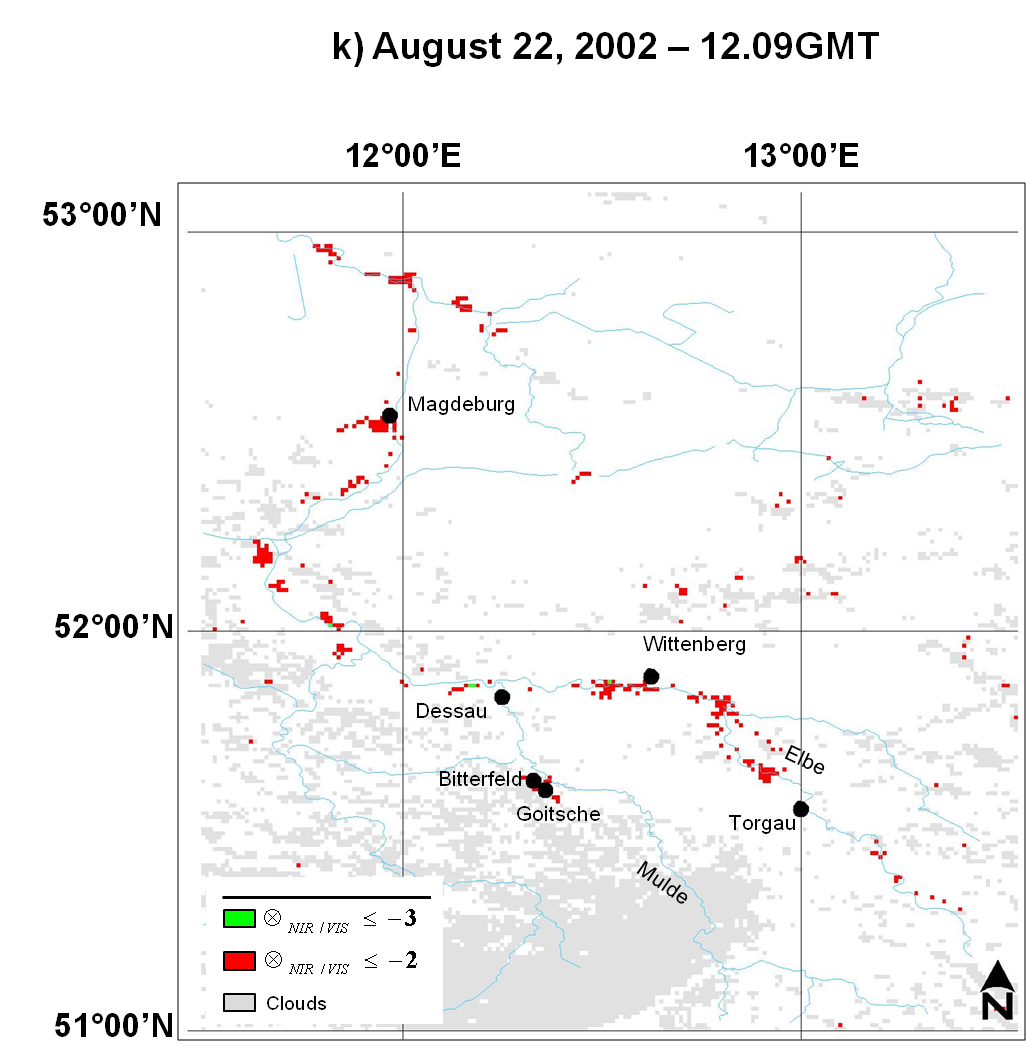 k) August 22, 2002 – 12.09GMT
12°00’E 13°00’E
53°00’N
Magdeburg
52°00’N
Wittenberg
Dessau
Elbe
Bitterfeld
Goitsche
Torgau
Mulde
⊗ NIR / VIS ≤ −3
⊗ NIR / VIS ≤ −2
Clouds
N
51°00’N